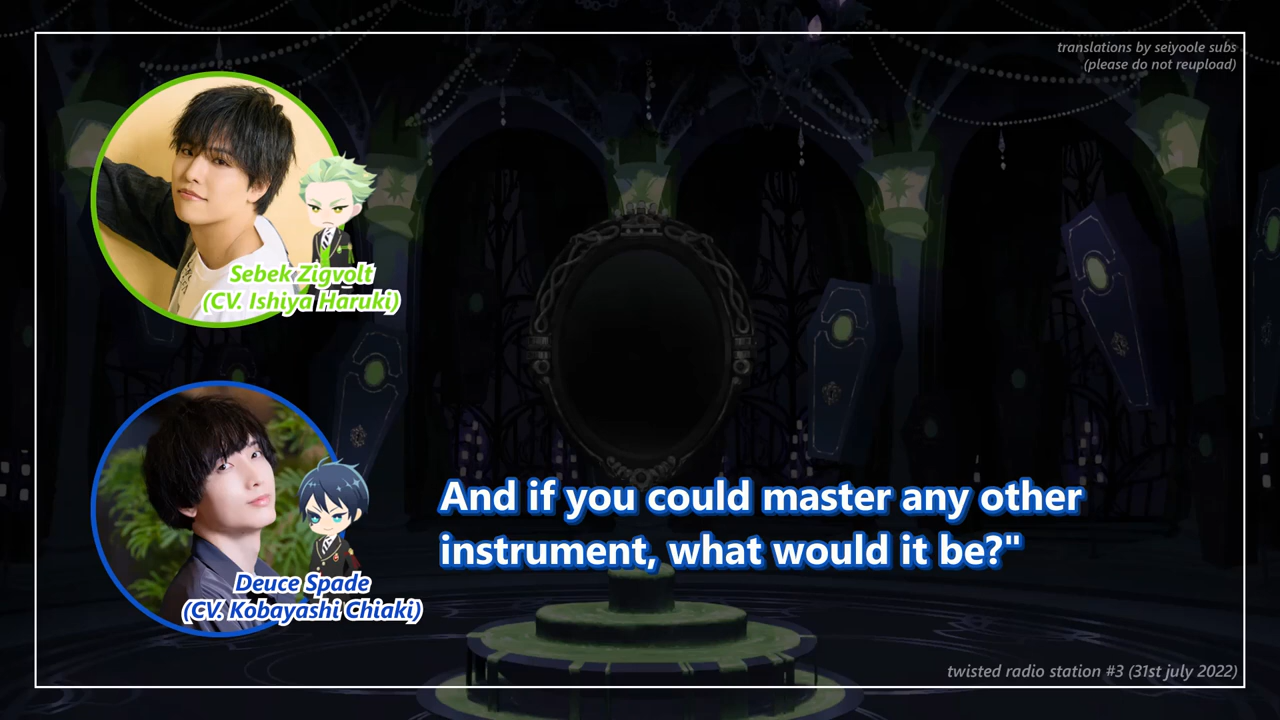 translations by seiyoole subs
(please do not reupload)
Sebek Zigvolt
(CV. Ishiya Haruki)
And if you could master any other
instrument, what would it be?"
Deuce Spade
(CV. Kobayashi Chiaki)
twisted radio station #3 (31st july 2022)